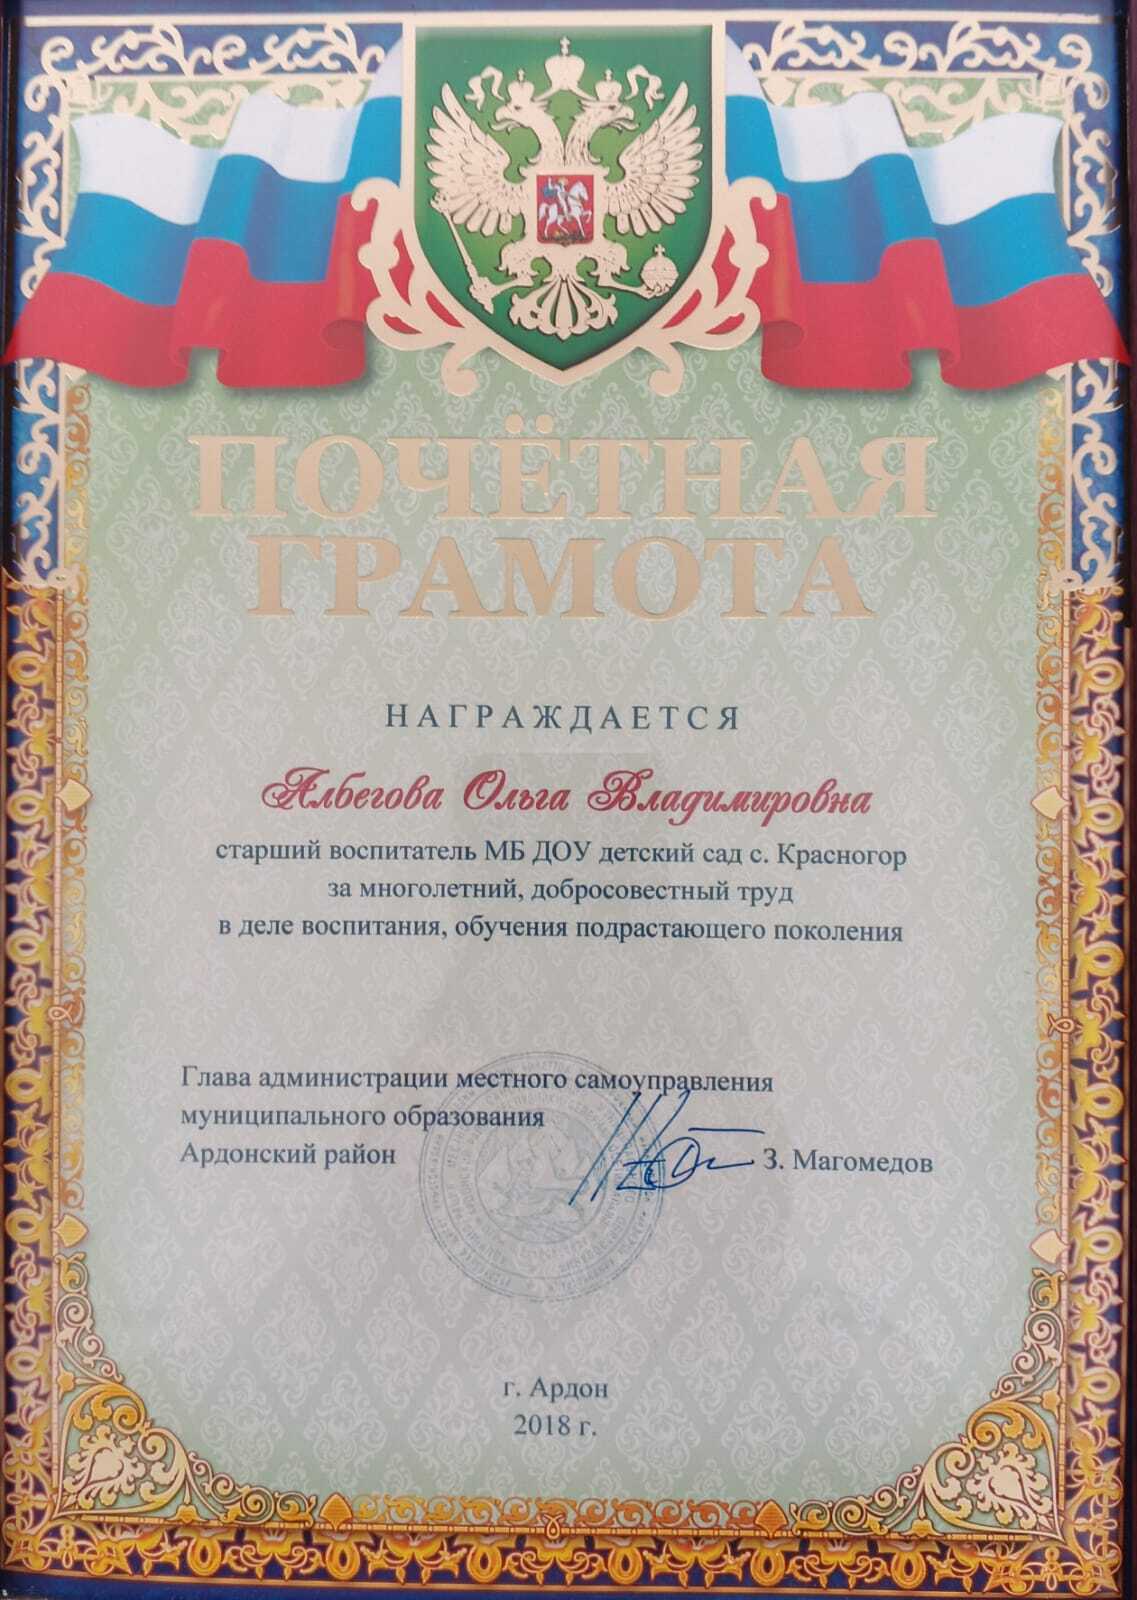 ПОЧЁТНАЯ
ГРАМОТА
НАГРАЖДАЕТСЯ
Албегова Ольга Владимировна
старший воспитатель МБ ДОУ детский сад с. Красногор
за многолетний, добросовестный труд
в деле воспитания, обучения подрастающего поколения
Глава администрации местного самоуправления
муниципального образования
Ардонский район
З. Магомедов
г. Ардон
2018 г.